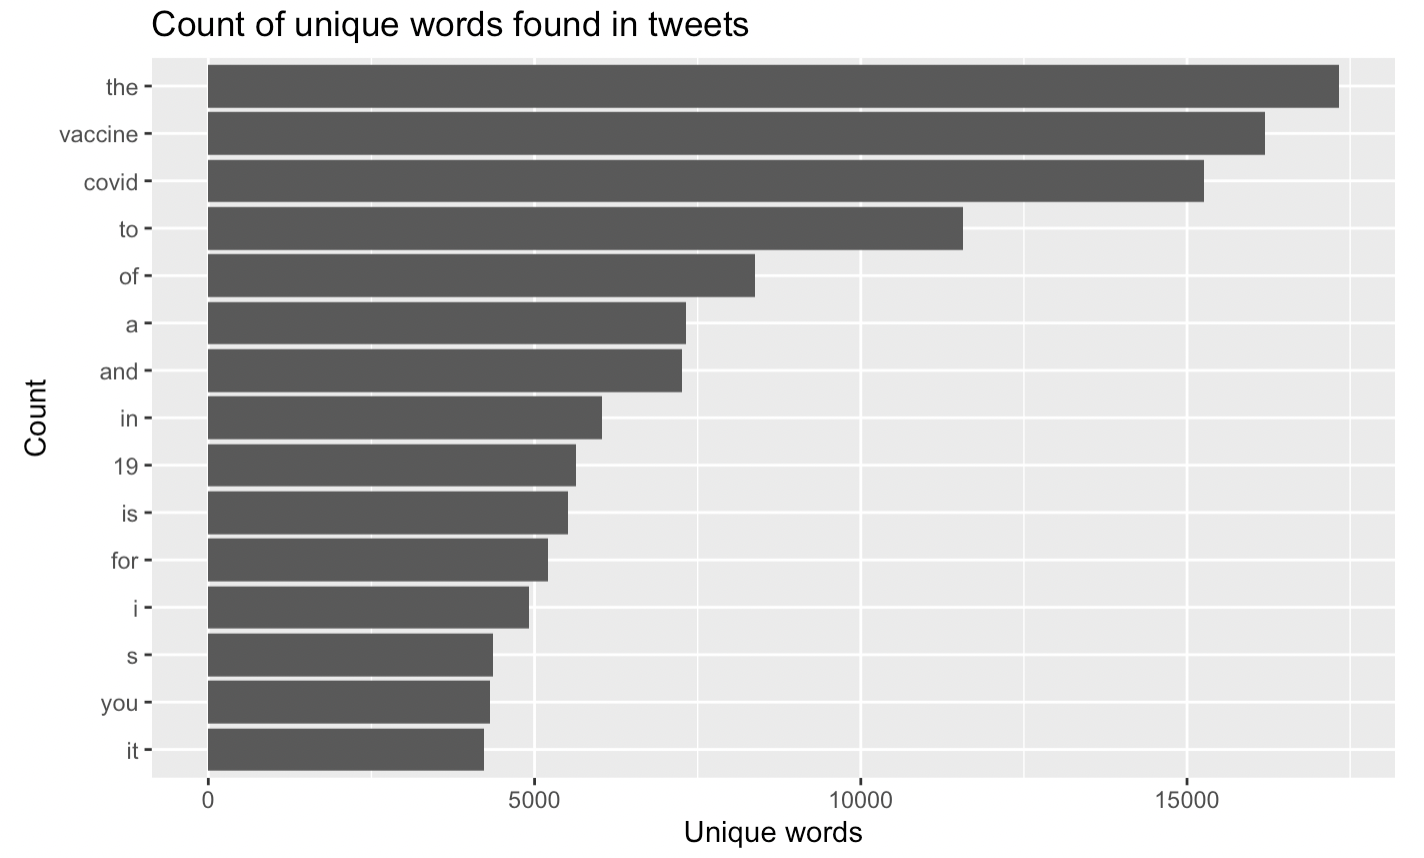 Count of unique words found in tweets
the
vaccine
covid
to
of
a
and
in
19
is
for
i
s
you
it
Count
0 5000 10000 15000
Unique words